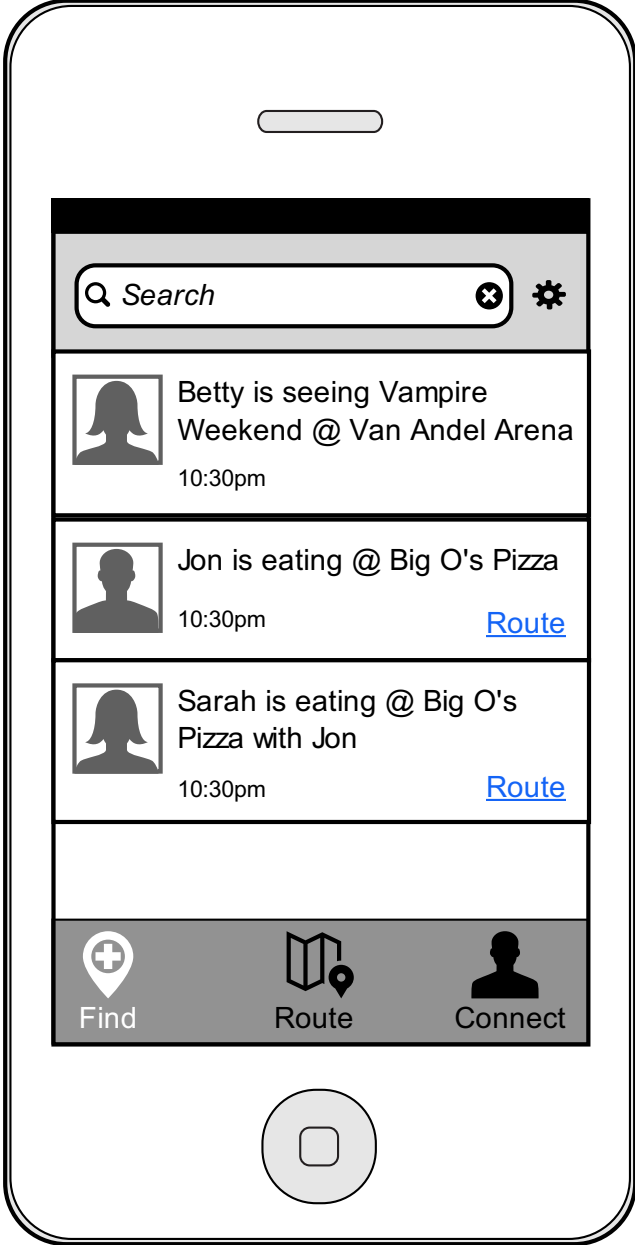 Search
Betty is seeing Vampire
Weekend @ Van Andel Arena
10:30pm
Jon is eating @ Big O's Pizza
10:30pm
Route
Sarah is eating @ Big O's
Pizza with Jon
10:30pm
Route
Find
Route
Connect